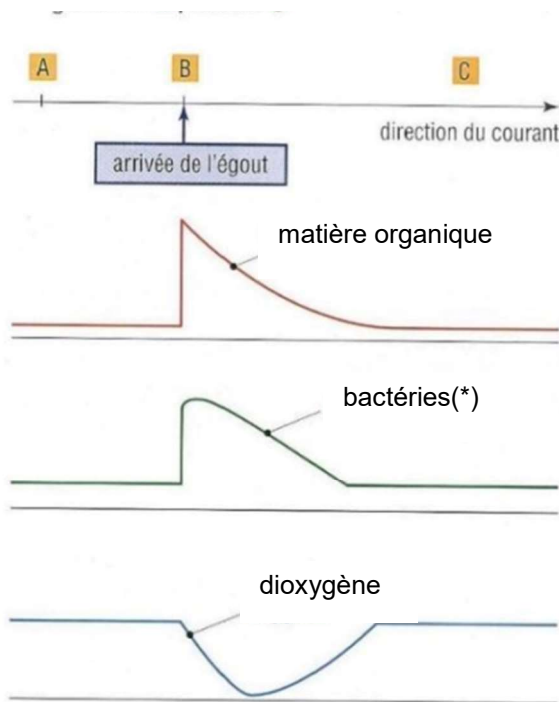 A
B
C
direction du courant
arrivée de l'égout
matière organique
bactéries(*)
dioxygène